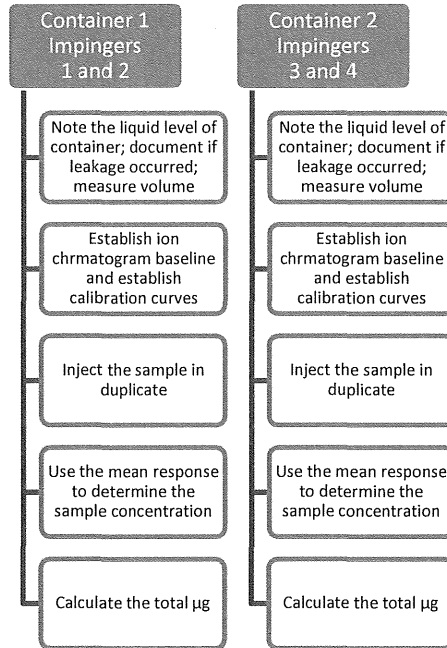 Container 1
Impingers
1 and 2
Note the liquid level of
container; document if
leakage occurred;
measure volume
Establish ion
chrmatogram baseline
and establish
calibration curves
Inject the sample in
duplicate
Use the mean response
to determine the
sample concentration
Calculate the total µg
Container 2
Impingers
3 and 4
Note the liquid level of
container; document if
leakage occurred;
measure volume
Establish ion
chrmatogram baseline
and establish
calibration curves
Inject the sample in
duplicate
Use the mean response
to determine the
sample concentration
Calculate the total µg